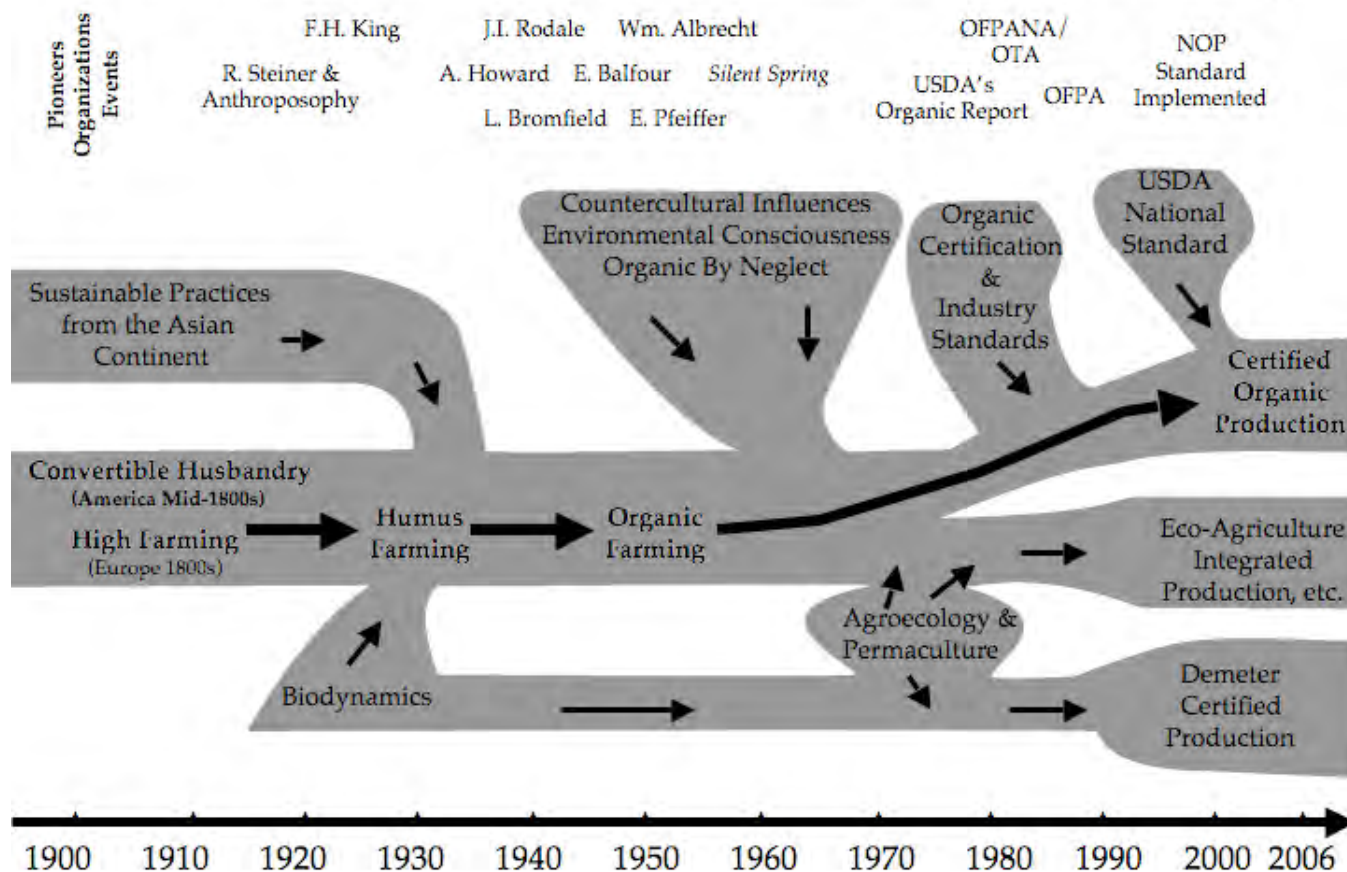 Pioneers
Organizations
Events
F.H. King
J.I. Rodale
Wm. Albrecht
OFPANA/
OTA
NOP
Standard
Implemented
R. Steiner &
Anthroposophy
A. Howard
E. Balfour
Silent Spring
USDA's
Organic Report
OFPA
L. Bromfield
E. Pfeiffer
Countercultural Influences
Environmental Consciousness
Organic By Neglect
Organic
Certification
&
Industry
Standards
USDA
National
Standard
Sustainable Practices
from the Asian
Continent
Certified
Organic
Production
Convertible Husbandry
(America Mid-1800s)
High Farming
(Europe 1800s)
Humus
Farming
Organic
Farming
Eco-Agriculture
Integrated
Production, etc.
Agroecology &
Permaculture
Biodynamics
Demeter
Certified
Production
1900 1910 1920 1930 1940 1950 1960 1970 1980 1990 2000 2006